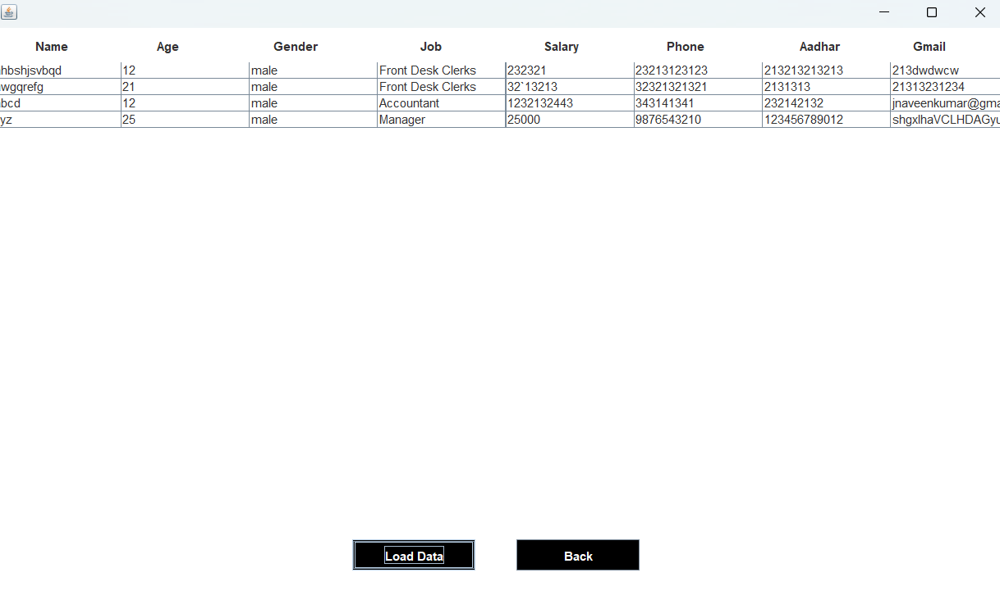 Name Age Gender Job Salary Phone Aadhar Gmail
hbshjsvbqd 12 male Front Desk Clerks 232321 23213123123 213213213213 213dwdwcw
wgqrefg 21 male Front Desk Clerks 32`13213 32321321321 2131313 21313231234
bcd 12 male Accountant 1232132443 343141341 232142132 jnaveenkumar@gma
yz 25 male Manager 25000 9876543210 123456789012
Load Data Back